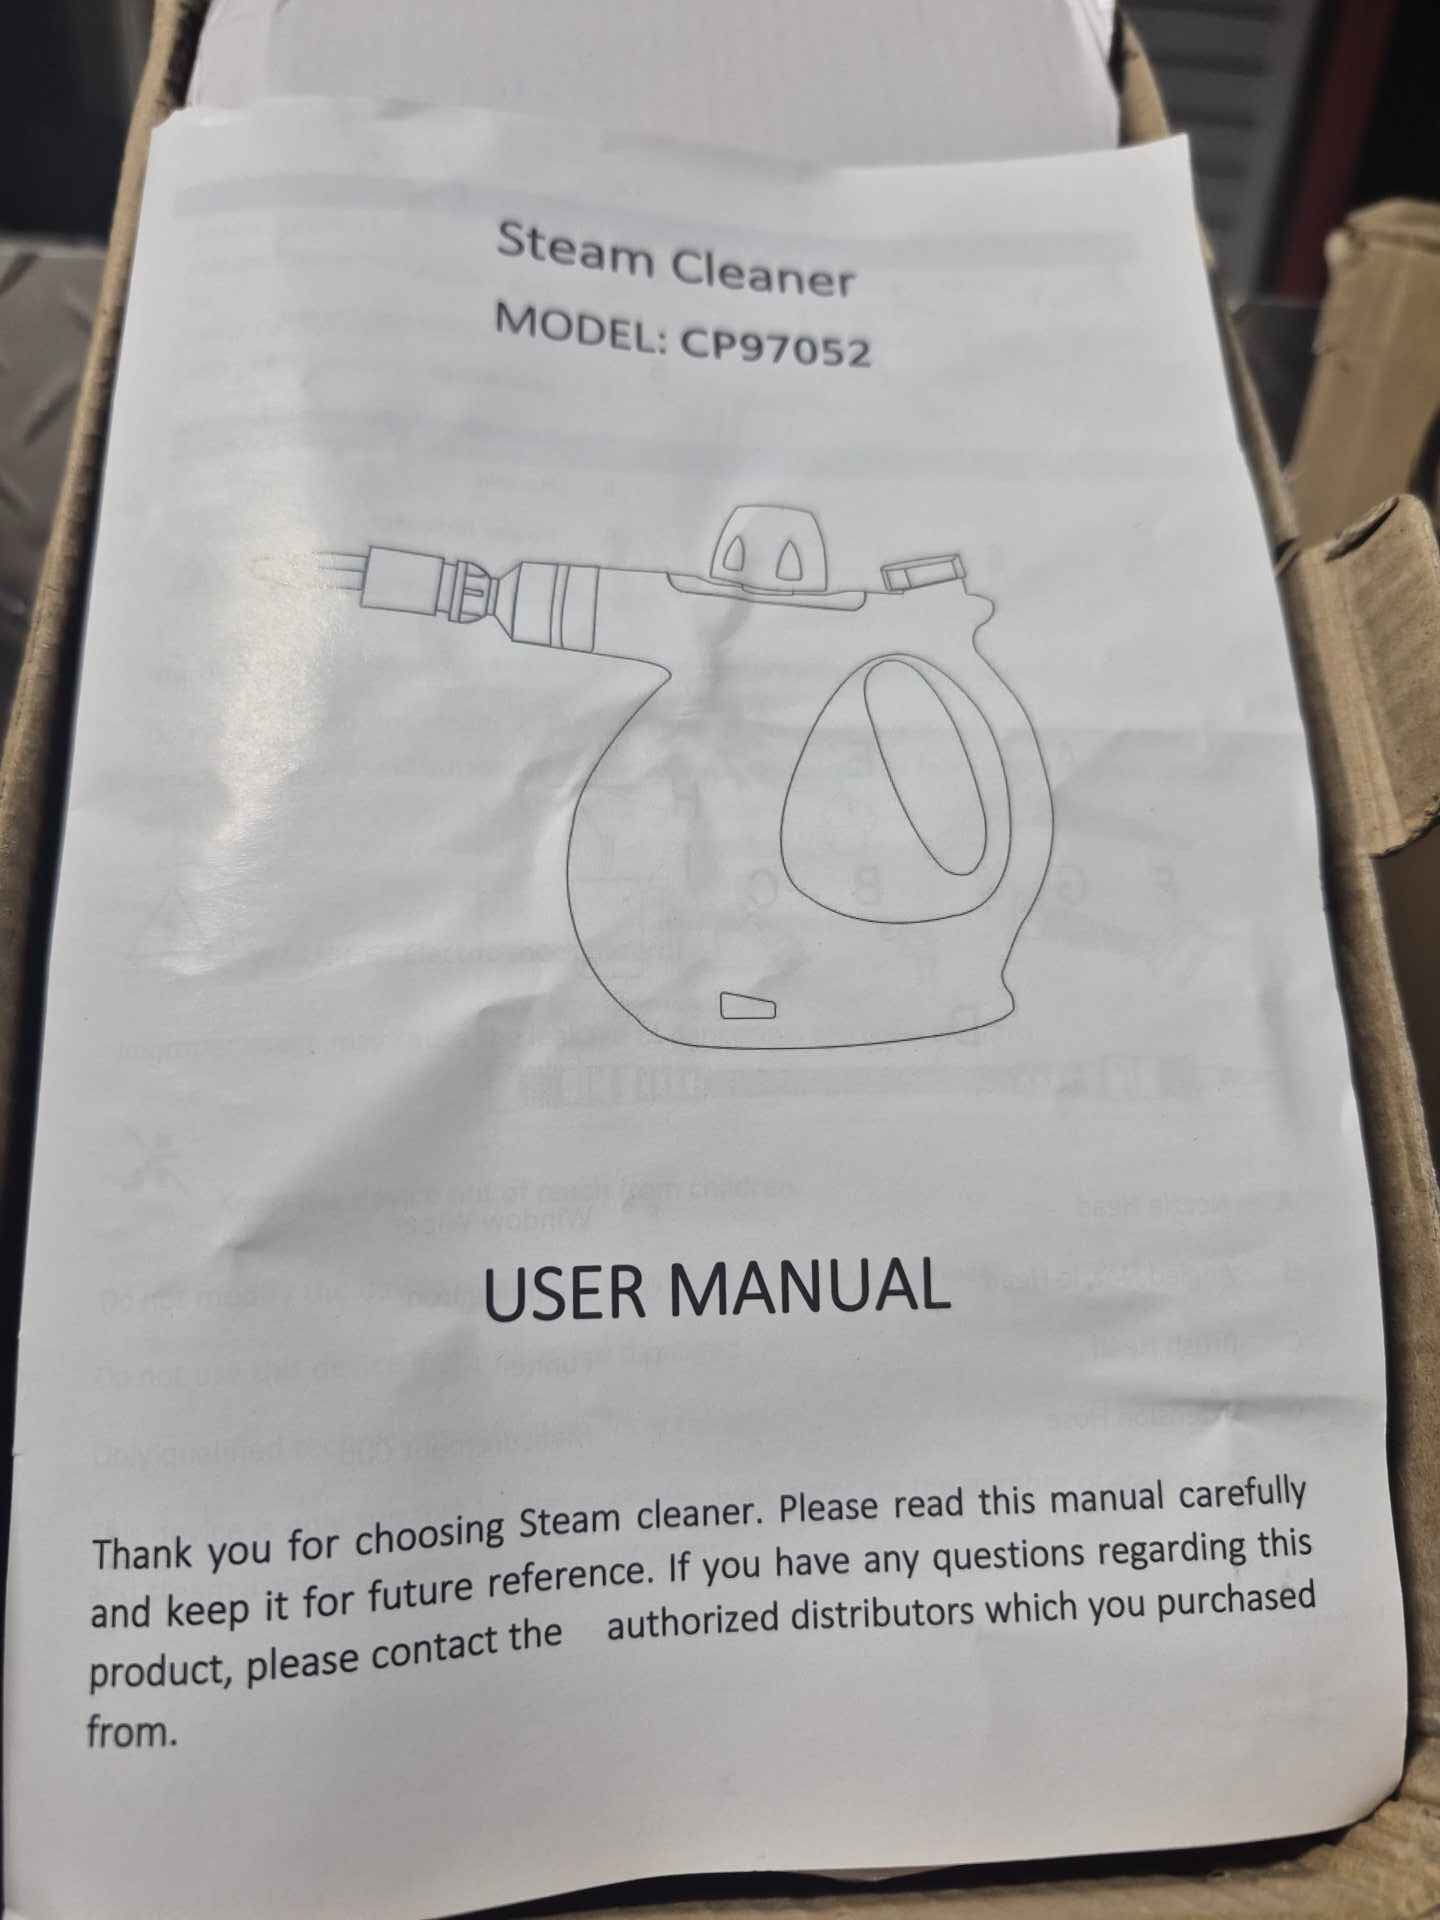 Steam Cleaner
MODEL: CP97052
USER MANUAL
Thank you for choosing Steam cleaner. Please read this manual carefully
and keep it for future reference. If you have any questions regarding this
product, please contact the authorized distributors which you purchased
from.